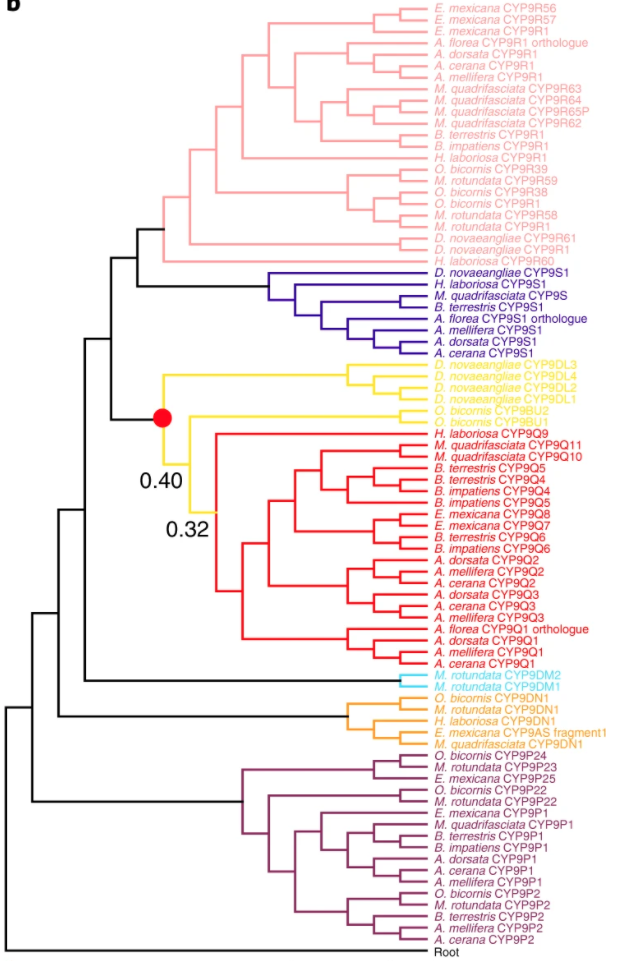 b
E. mexicana CYP9R56
E. mexicana CYP9R57
E. mexicana CYP9R1
A. florea CYP9R1 orthologue
A. dorsata CYP9R1
A. cerana CYP9R1
A. mellifera CYP9R1
M. quadrifasciata CYP9R63
M. quadrifasciata CYP9R64
M. quadrifasciata CYP9R65P
M. quadrifasciata CYP9R62
B. terrestris CYP9R1
B. impatiens CYP9R1
H. laboriosa CYP9R1
O. bicornis CYP9R39
M. rotundata CYP9R59
O. bicornis CYP9R38
O. bicornis CYP9R1
M. rotundata CYP9R58
M. rotundata CYP9R1
D. novaeangliae CYP9R61
D. novaeangliae CYP9R1
H. laboriosa CYP9R60
D. novaeangliae CYP9S1
H. laboriosa CYP9S1
M. quadrifasciata CYP9S
B. terrestris CYP9S1
A. florea CYP9S1 orthologue
A. mellifera CYP9S1
A. dorsata CYP9S1
A. cerana CYP9S1
D. novaeangliae CYP9DL3
D. novaeangliae CYP9DL4
D. novaeangliae CYP9DL2
D. novaeangliae CYP9DL1
O. bicornis CYP9BU2
O. bicornis CYP9BU1
H. laboriosa CYP9Q9
M. quadrifasciata CYP9Q11
M. quadrifasciata CYP9Q10
B. terrestris CYP9Q5
0.40
B. terrestris CYP9Q4
B. impatiens CYP9Q4
B. impatiens CYP9Q5
E. mexicana CYP9Q8
0.32
E. mexicana CYP9Q7
B. terrestris CYP9Q6
B. impatiens CYP9Q6
A. dorsata CYP9Q2
A. mellifera CYP9Q2
A. cerana CYP9Q2
A. dorsata CYP9Q3
A. cerana CYP9Q3
A. mellifera CYP9Q3
A. florea CYP9Q1 orthologue
A. dorsata CYP9Q1
A. mellifera CYP9Q1
A. cerana CYP9Q1
M. rotundata CYP9DM2
M. rotundata CYP9DM1
O. bicornis CYP9DN1
M. rotundata CYP9DN1
H. laboriosa CYP9DN1
E. mexicana CYP9AS fragment1
M. quadrifasciata CYP9DN1
O. bicornis CYP9P24
M. rotundata CYP9P23
E. mexicana CYP9P25
O. bicornis CYP9P22
M. rotundata CYP9P22
E. mexicana CYP9P1
M. quadrifasciata CYP9P1
B. terrestris CYP9P1
B. impatiens CYP9P1
A. dorsata CYP9P1
A. cerana CYP9P1
A. mellifera CYP9P1
O. bicornis CYP9P2
M. rotundata CYP9P2
B. terrestris CYP9P2
A. mellifera CYP9P2
A. cerana CYP9P2
Root